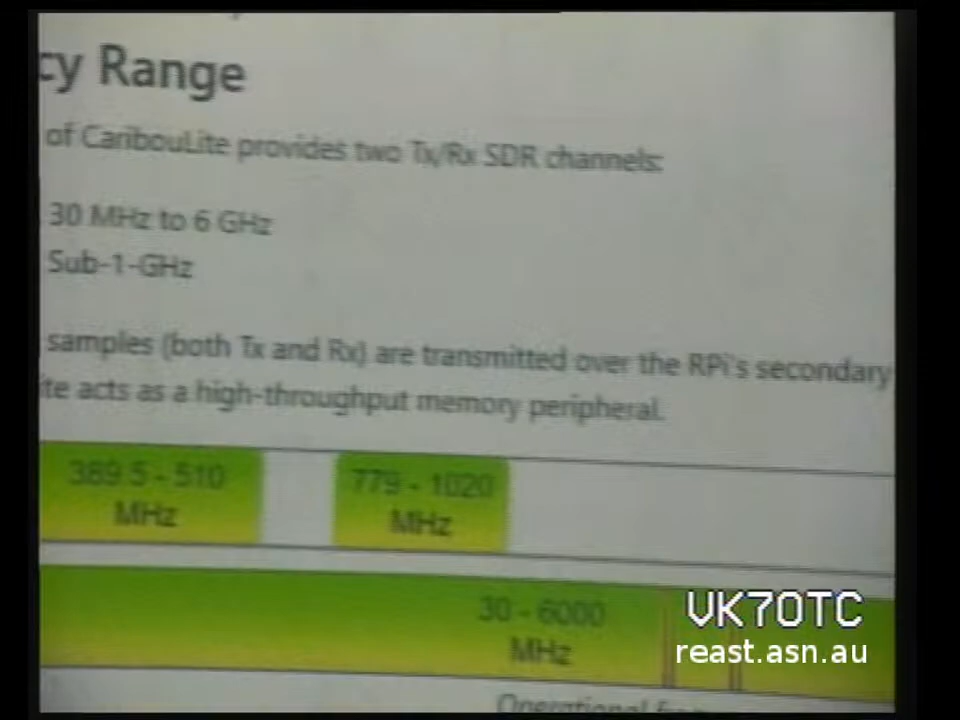 cy Range
of CaribouLite provides two Tx/Rx SDR channels:
30 MHz to 6 GHz
Sub-1-GHz
samples (both Tx and Rx) are transmitted over the RPi's secondary
ite acts as a high-throughput memory peripheral.
389.5 - 510
MHz
779 - 1020
MHz
30 - 6000
MHz
VK7OTC
reast.asn.au
Operational